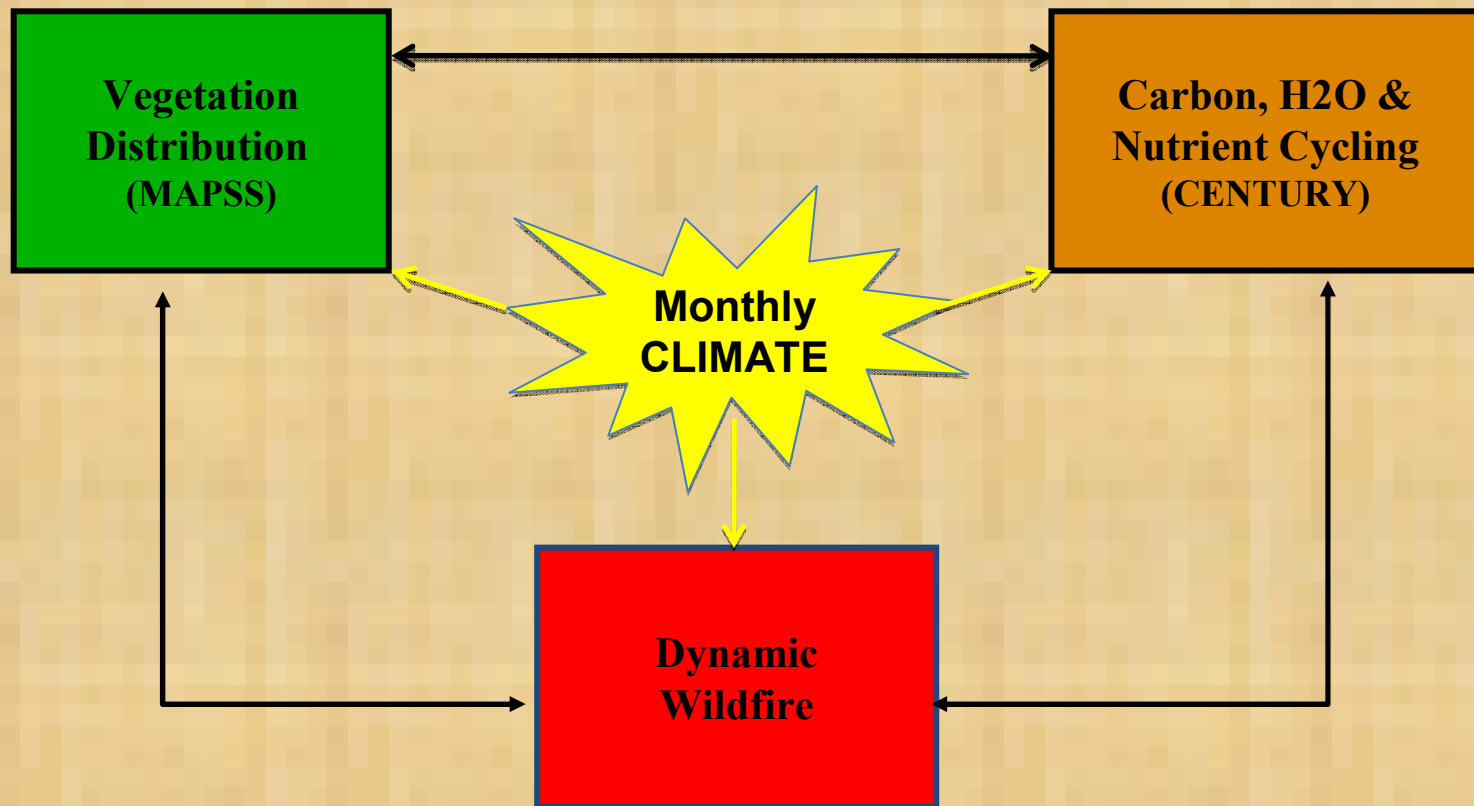 Vegetation
Distribution
(MAPSS)
Carbon, H2O &
Nutrient Cycling
(CENTURY)
Monthly
CLIMATE
Dynamic
Wildfire